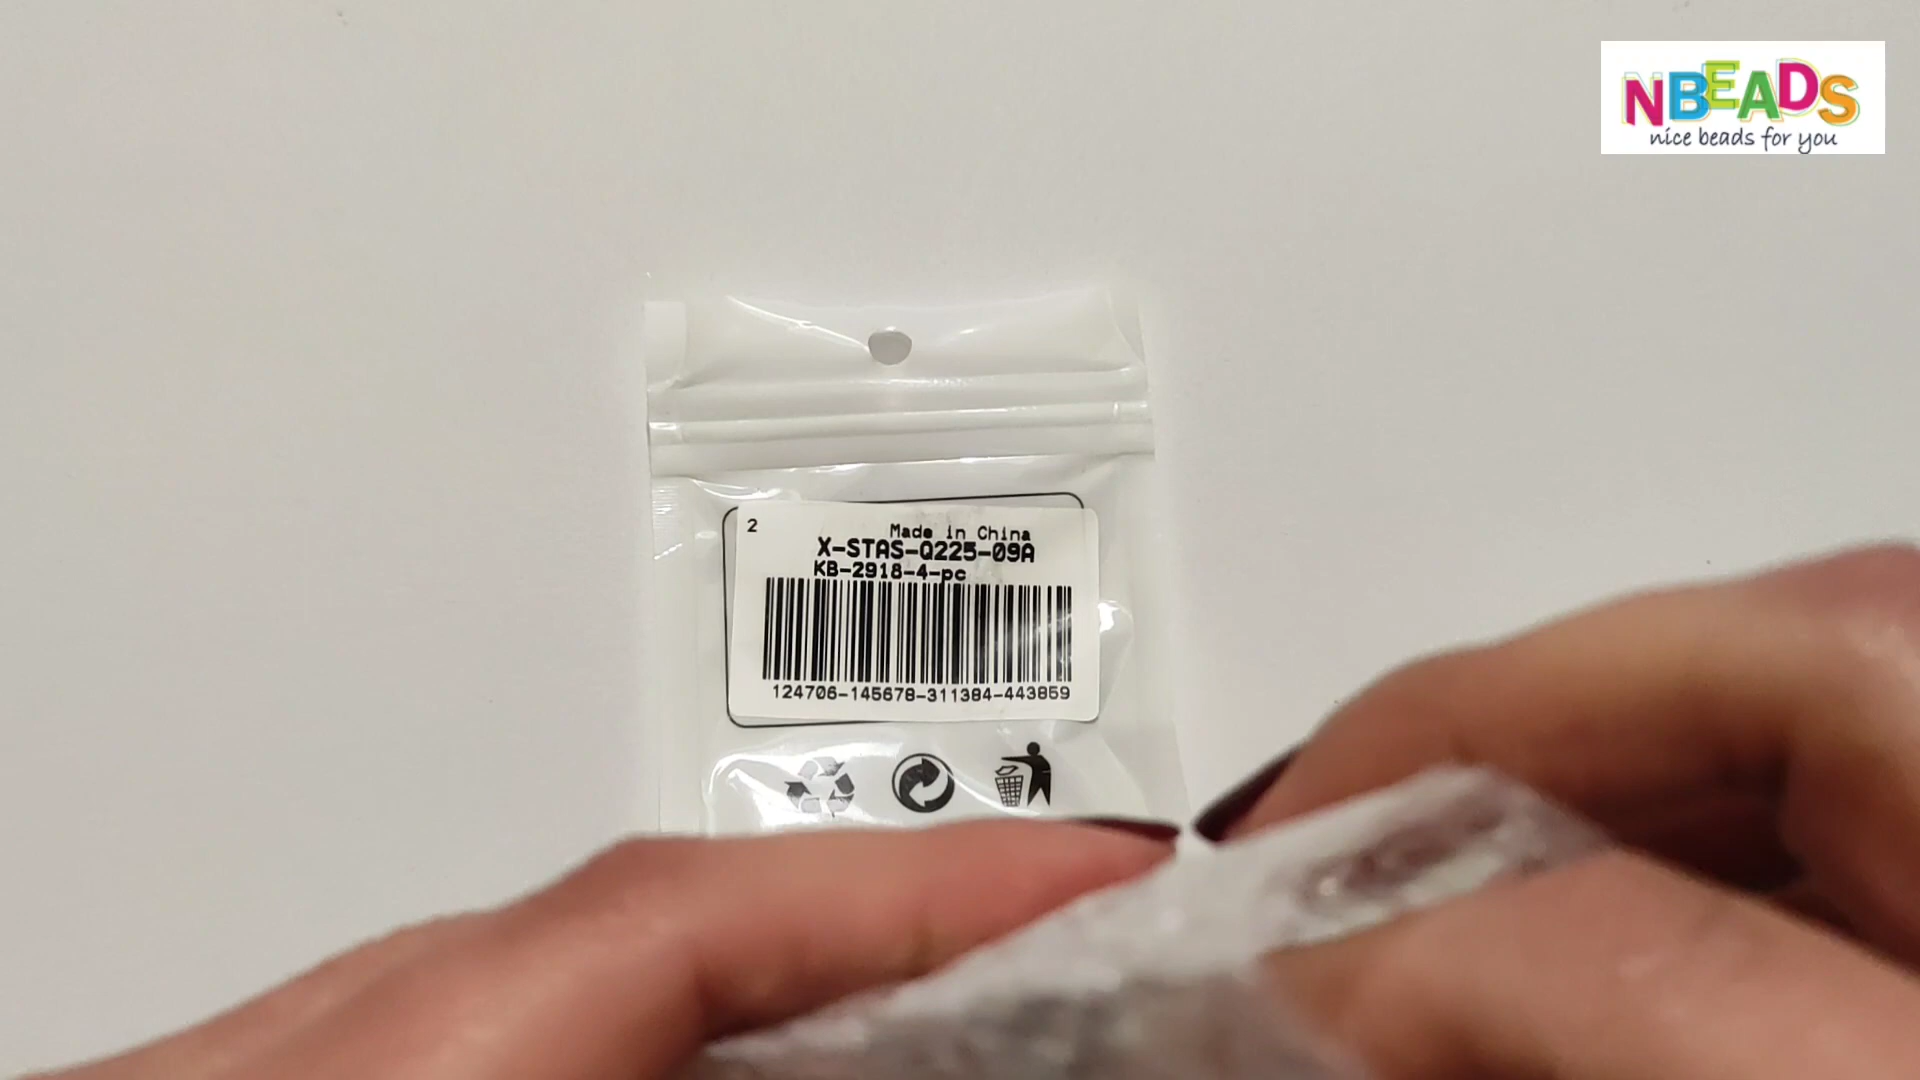 NBEADS
nice beads for you
2
Made in China
X-STAS-Q225-09A
KB-2918-4-pc
124706-145678-311384-443859